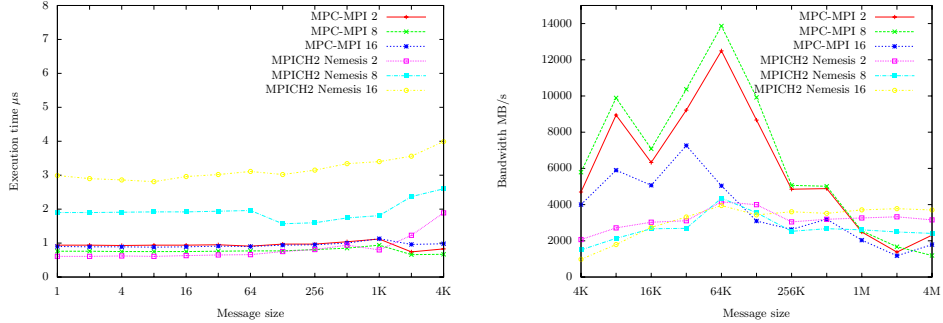 8
7
6
5
4
3
2
1
0
Execution time µs
1
4
16
64
256
1K
4K
Message size
MPC-MPI 2
MPC-MPI 8
MPC-MPI 16
MPICH2 Nemesis 2
MPICH2 Nemesis 8
MPICH2 Nemesis 16
14000
12000
10000
8000
6000
4000
2000
0
Bandwidth MB/s
4K
16K
64K
256K
1M
4M
Message size
MPC-MPI 2
MPC-MPI 8
MPC-MPI 16
MPICH2 Nemesis 2
MPICH2 Nemesis 8
MPICH2 Nemesis 16